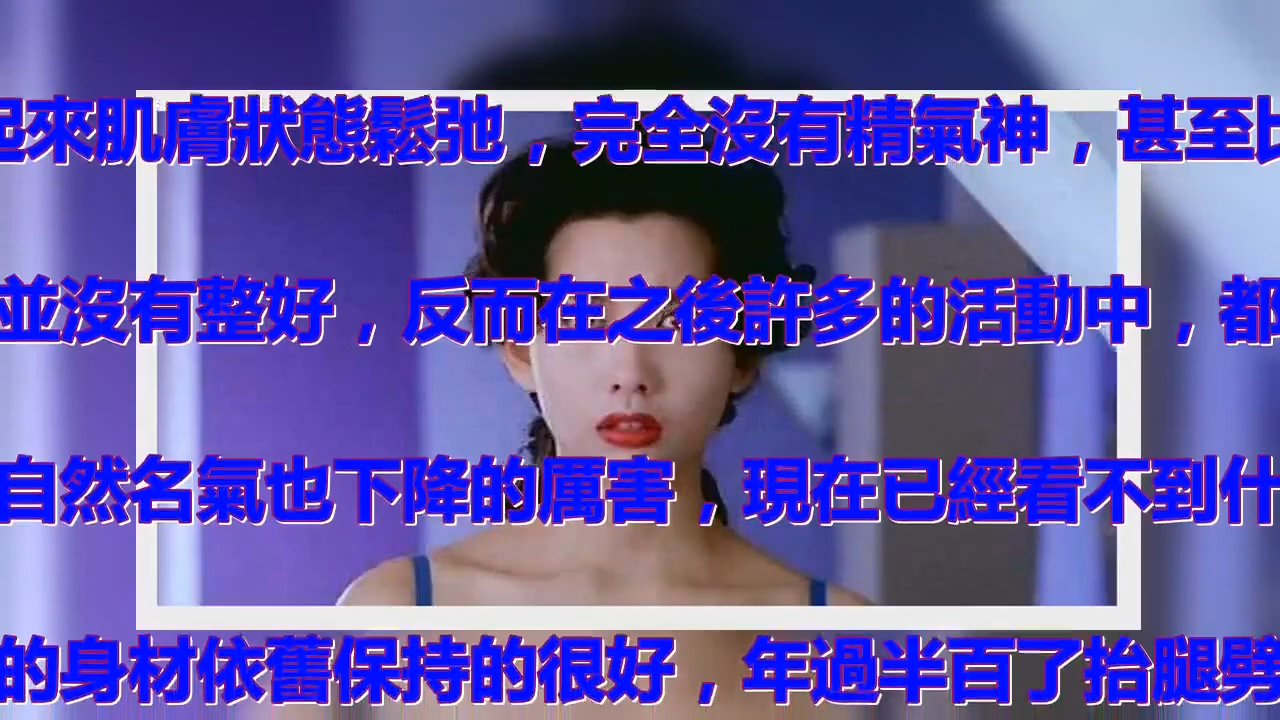 起來肌膚狀態鬆弛，完全沒有精氣神，甚至比
並沒有整好，反而在之後許多的活動中，都
自然名氣也下降的厲害，現在已經看不到什
的身材依舊保持的很好，年過半百了抬腿劈